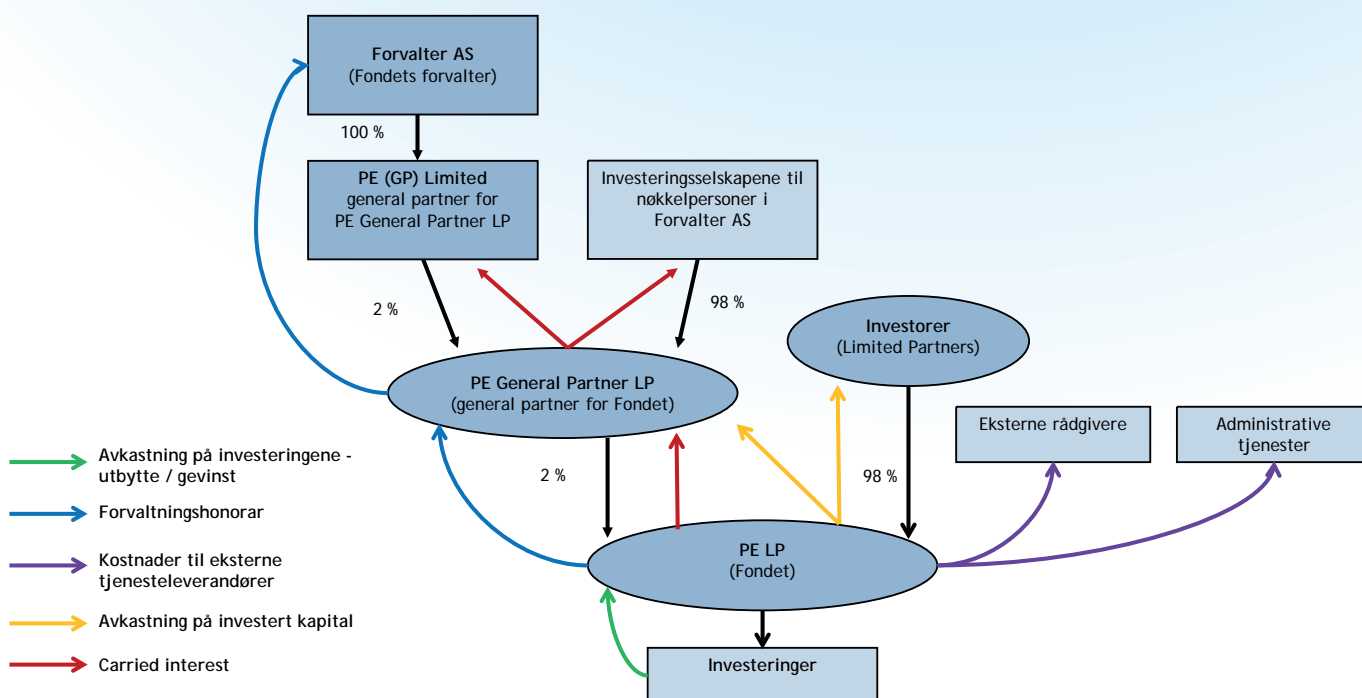 Forvalter AS
(Fondets forvalter)
100 %
PE (GP) Limited
general partner for
PE General Partner LP
Investeringsselskapene til
nøkkelpersoner i
Forvalter AS
2 %
98 %
Investorer
(Limited Partners)
PE General Partner LP
(general partner for Fondet)
Eksterne rådgivere
Administrative
tjenester
Avkastning på investeringene -
utbytte / gevinst
2 %
98 %
Forvaltningshonorar
Kostnader til eksterne
tjenesteleverandører
PE LP
(Fondet)
Avkastning på investert kapital
Carried interest
Investeringer